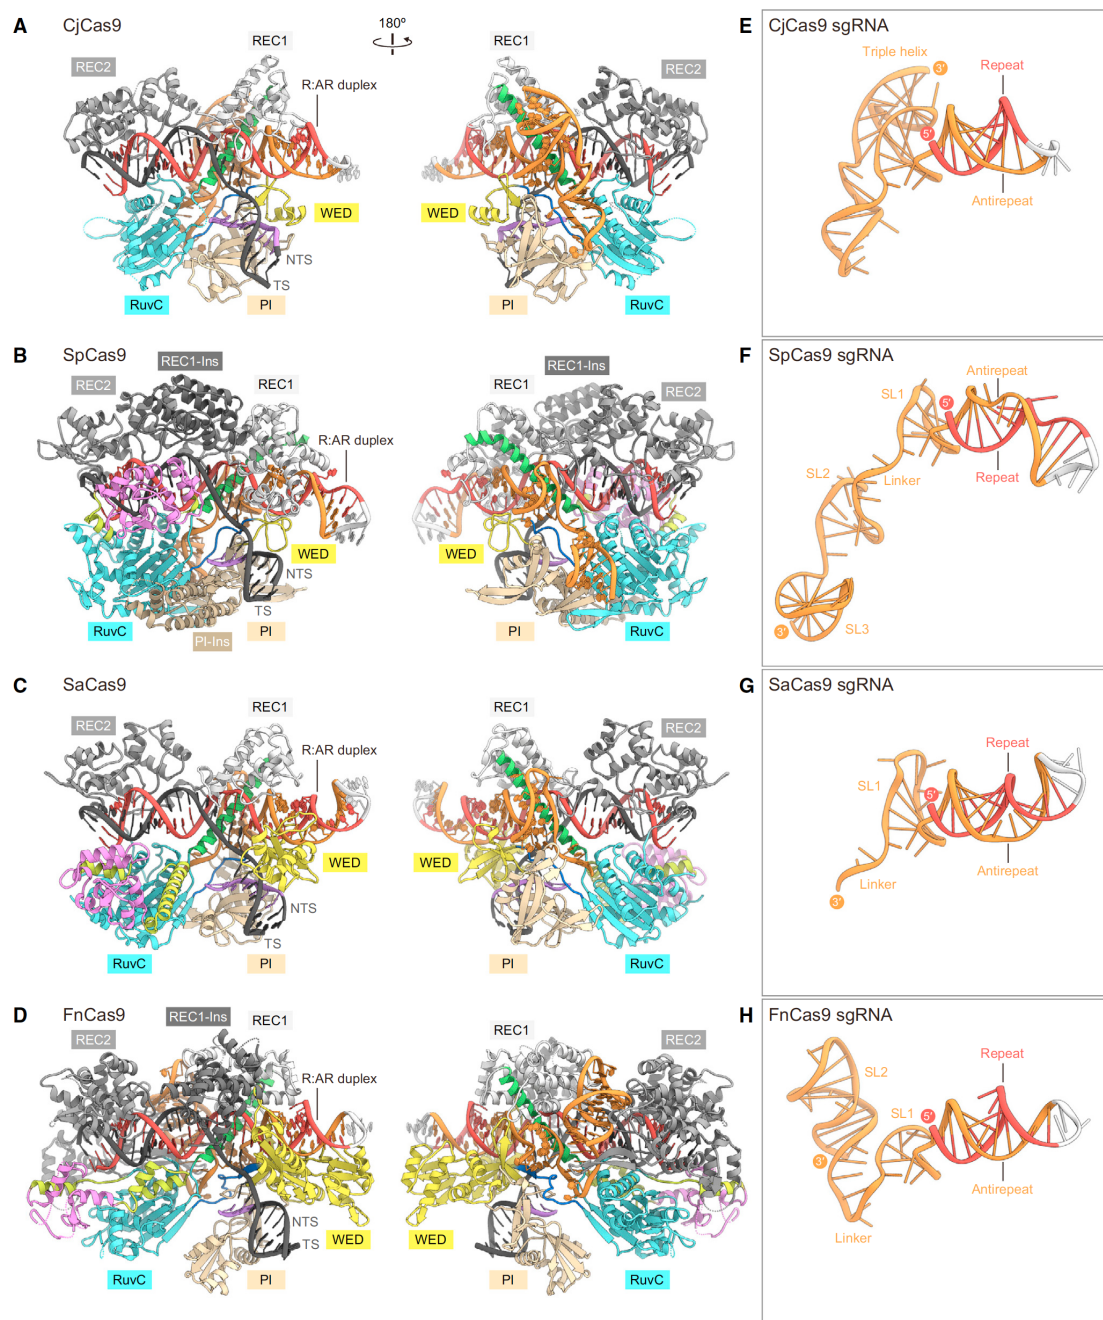 A CjCas9
180°
REC1
REC2
R:AR duplex
WED
NTS
TS
RuvC
PI
REC1
REC2
WED
PI
RuvC
E CjCas9 sgRNA
Triple helix
3'
Repeat
5'
Antirepeat
B SpCas9
REC1-Ins
REC2
REC1
R:AR duplex
WED
NTS
TS
RuvC
PI
PI-Ins
REC1-Ins
REC1
REC2
WED
PI
RuvC
F SpCas9 sgRNA
Antirepeat
SL1
5'
SL2
Linker
Repeat
3'
SL3
C SaCas9
REC1
REC2
R:AR duplex
WED
NTS
TS
RuvC
PI
REC1
REC2
WED
PI
RuvC
G SaCas9 sgRNA
Repeat
SL1
5'
Linker
Antirepeat
3'
D FnCas9
REC1-Ins
REC1
REC2
R:AR duplex
NTS
WED
TS
RuvC
PI
REC1
REC2
WED
PI
RuvC
H FnCas9 sgRNA
Repeat
SL2
SL1
5'
3'
Antirepeat
Linker